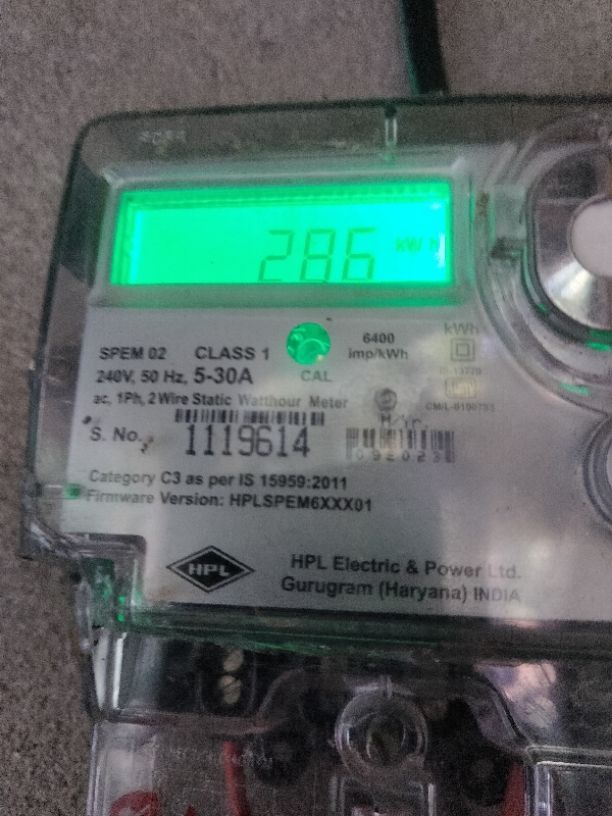 286 kWh
SPEM 02 CLASS 1
6400 imp/kWh
kWh
240V, 50 Hz, 5-30A
CAL
ac, 1Ph, 2 Wire Static Watthour Meter
M/Yr.
S. No. 1119614
092023
Category C3 as per IS 15959:2011
Firmware Version: HPLSPEM6XXX01
HPL
HPL Electric & Power Ltd.
Gurugram (Haryana) INDIA